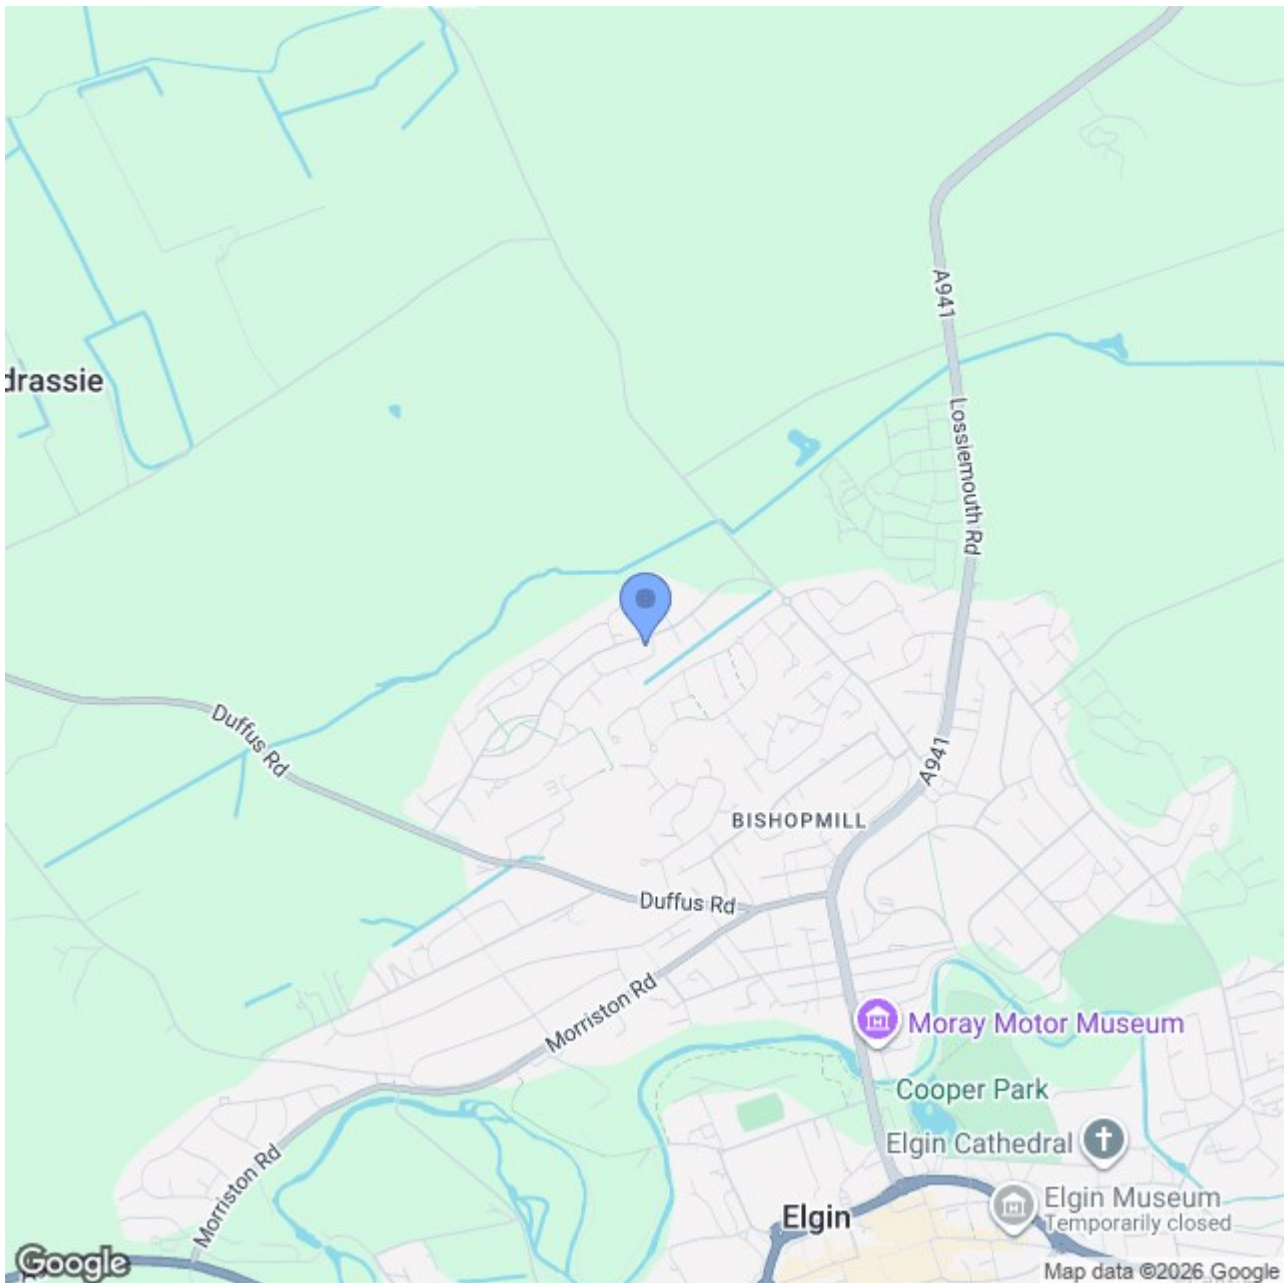 A941
Lossiemouth Rd
drassie
Duffus Rd
A941
BISHOPMILL
Duffus Rd
Morriston Rd
Moray Motor Museum
Cooper Park
Elgin Cathedral
Morriston Rd
Elgin
Elgin Museum
Temporarily closed
Google
Map data ©2026 Google